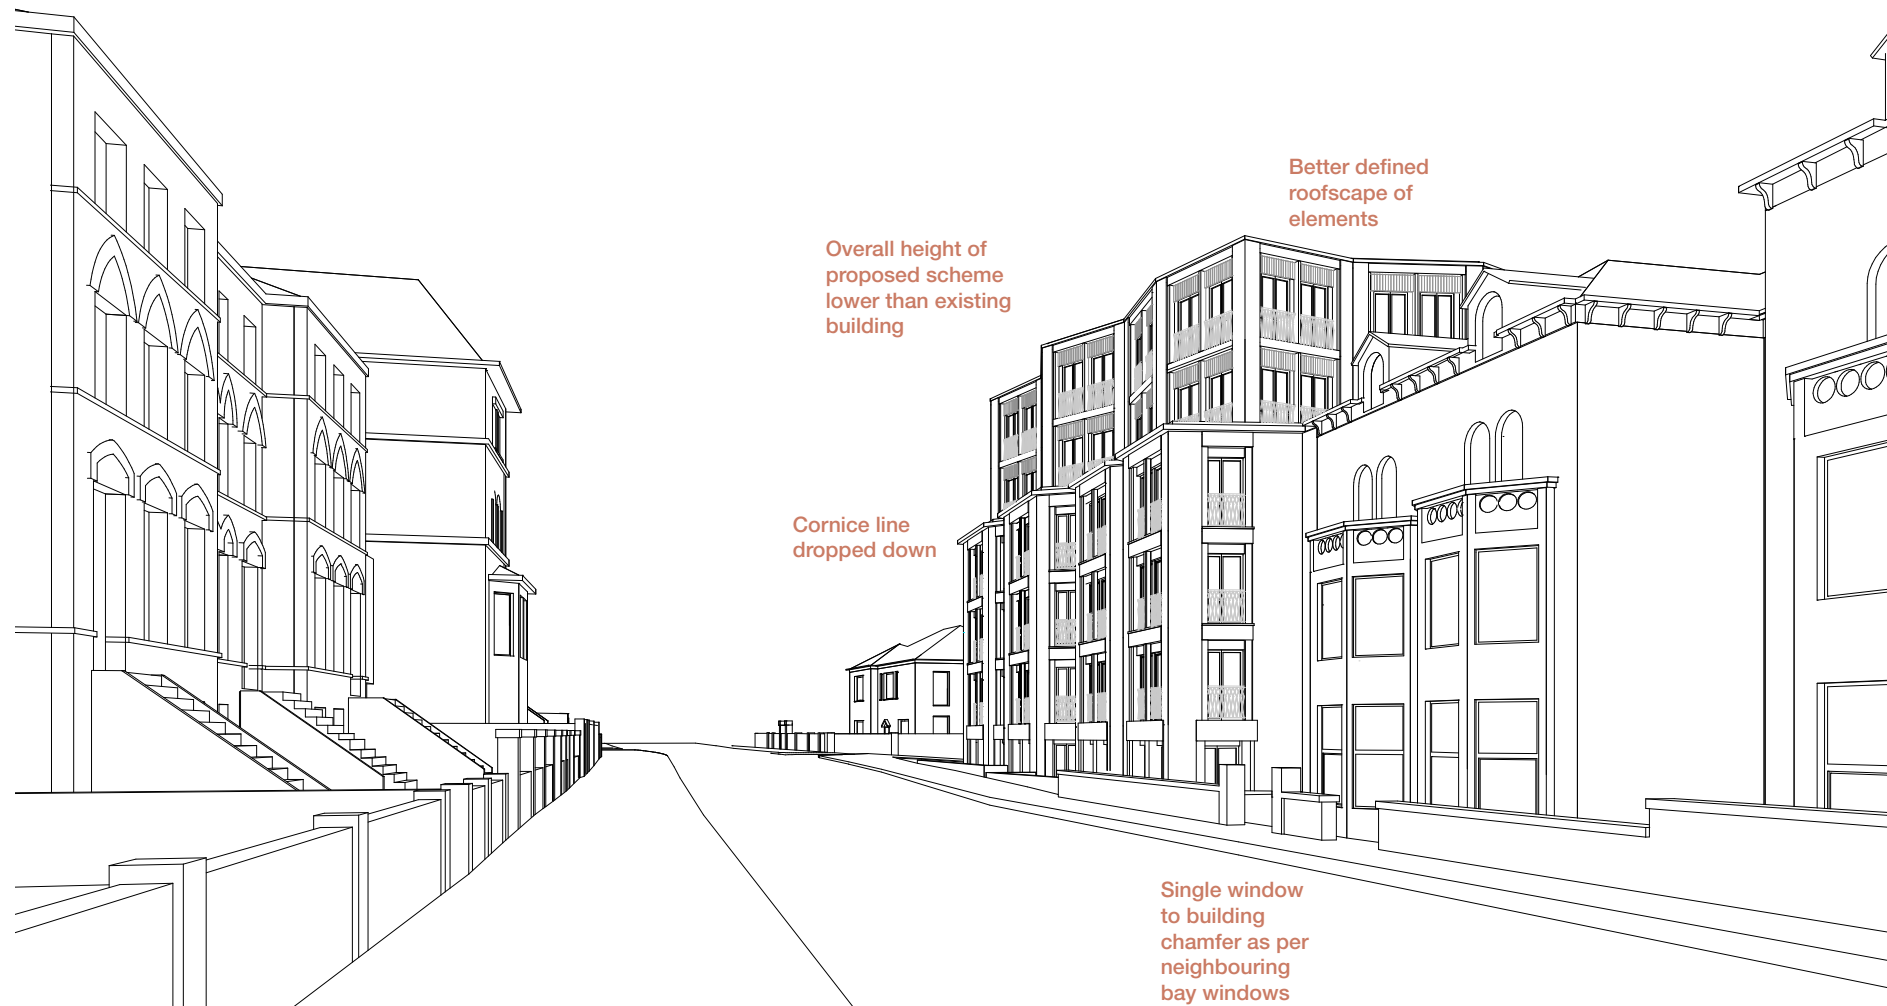 Better defined
roofscape of
elements
Overall height of
proposed scheme
lower than existing
building
Cornice line
dropped down
Single window
to building
chamfer as per
neighbouring
bay windows